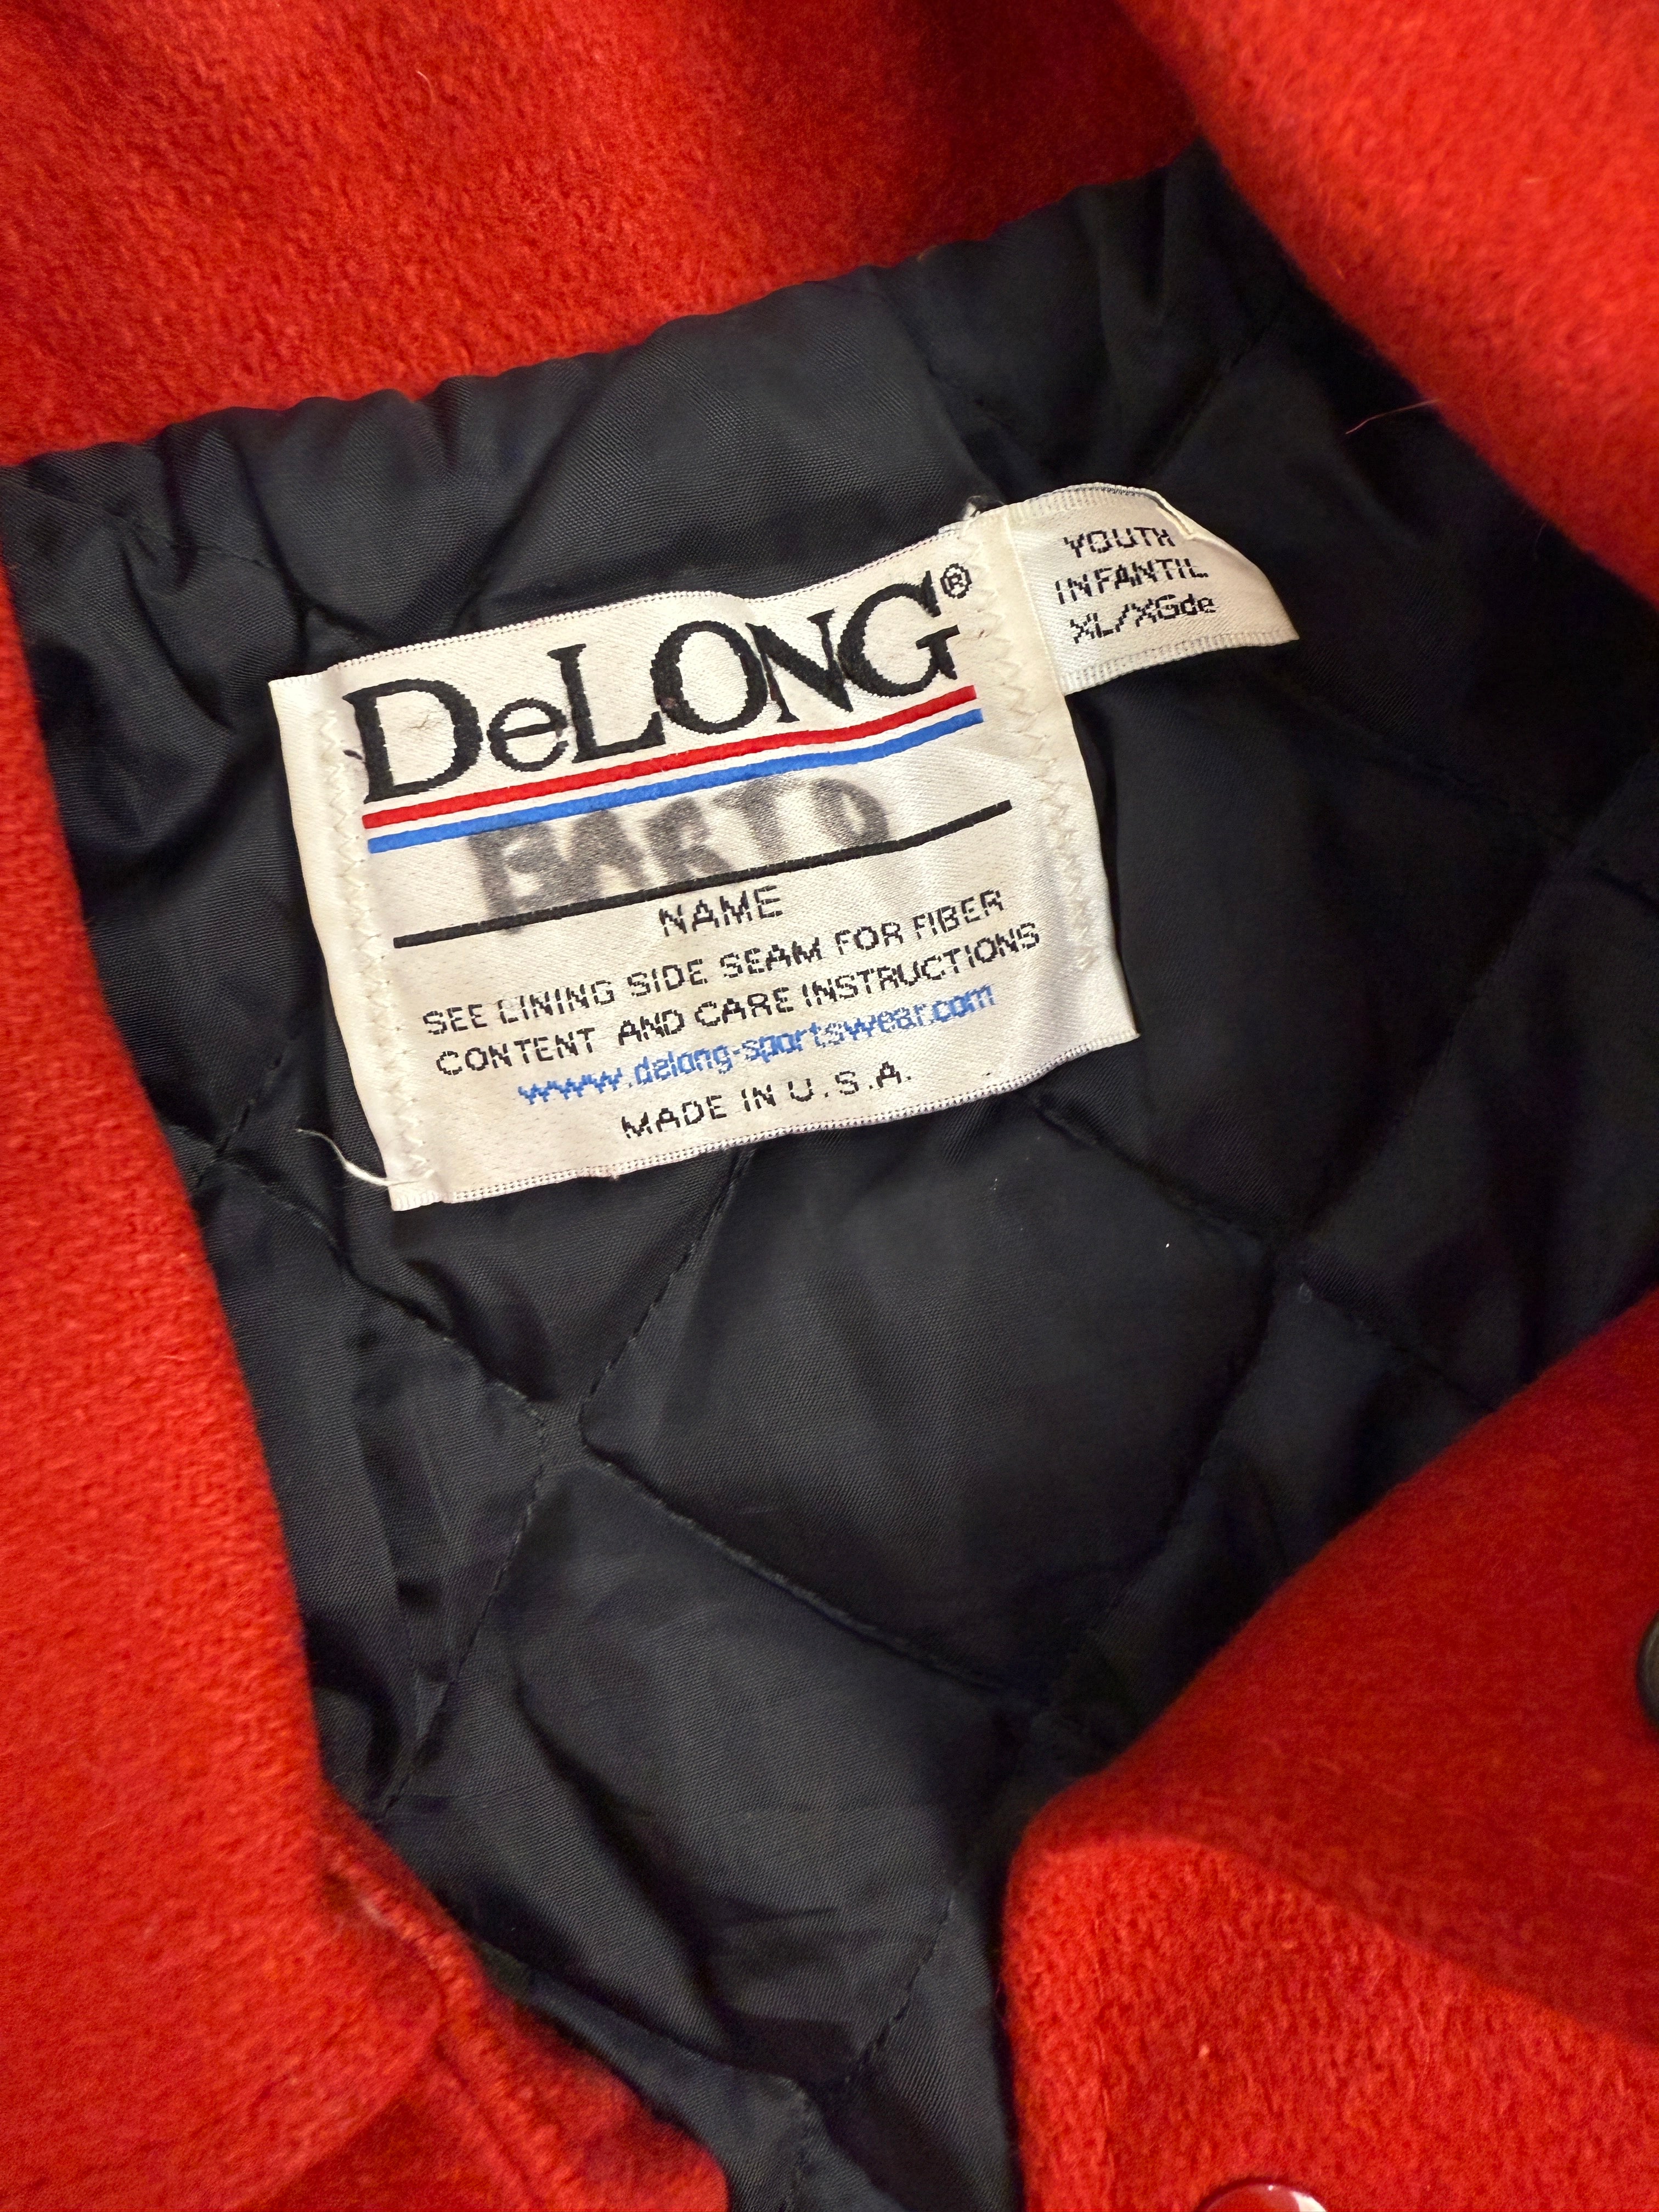 DeLONG®
NAME
SEE LINING SIDE SEAM FOR FIBER
CONTENT AND CARE INSTRUCTIONS
www.delong-sportswear.com
MADE IN U.S.A.
YOUTH
INFANTIL
XL/XGde